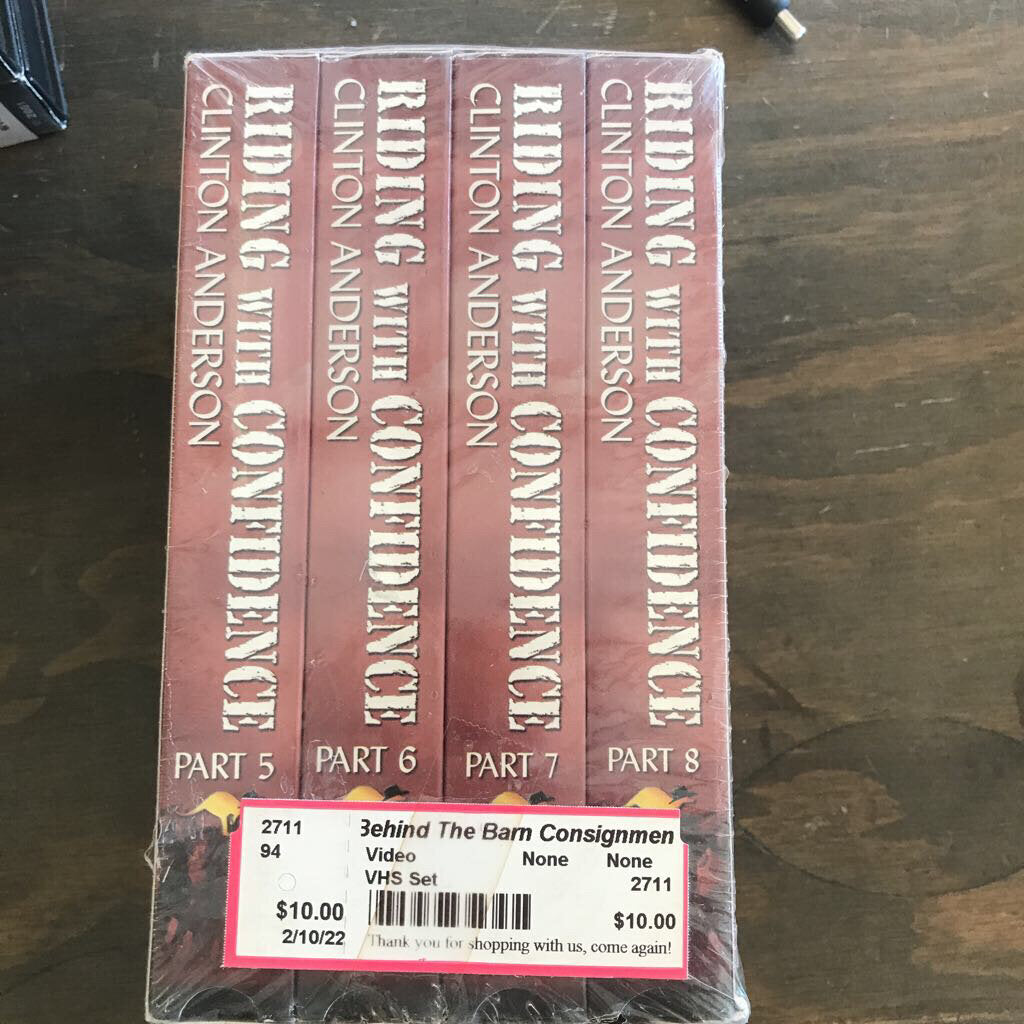 RIDING WITH CONFIDENCE
CLINTON ANDERSON
PART 5
RIDING WITH CONFIDENCE
CLINTON ANDERSON
PART 6
RIDING WITH CONFIDENCE
CLINTON ANDERSON
PART 7
RIDING WITH CONFIDENCE
CLINTON ANDERSON
PART 8
2711
94
$10.00
2/10/22
Behind The Barn Consignmen
Video None None
VHS Set 2711
$10.00
Thank you for shopping with us, come again!